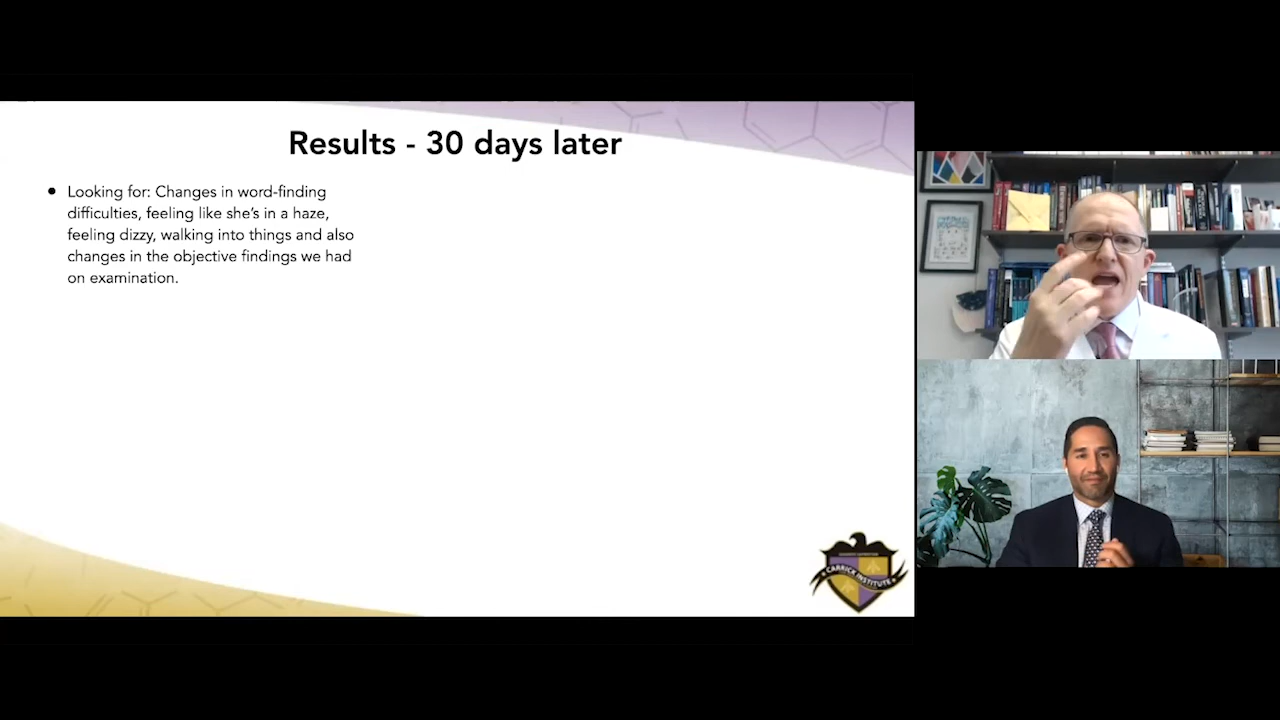 Results - 30 days later
• Looking for: Changes in word-finding
difficulties, feeling like she's in a haze,
feeling dizzy, walking into things and also
changes in the objective findings we had
on examination.
CARRICK INSTITUTE